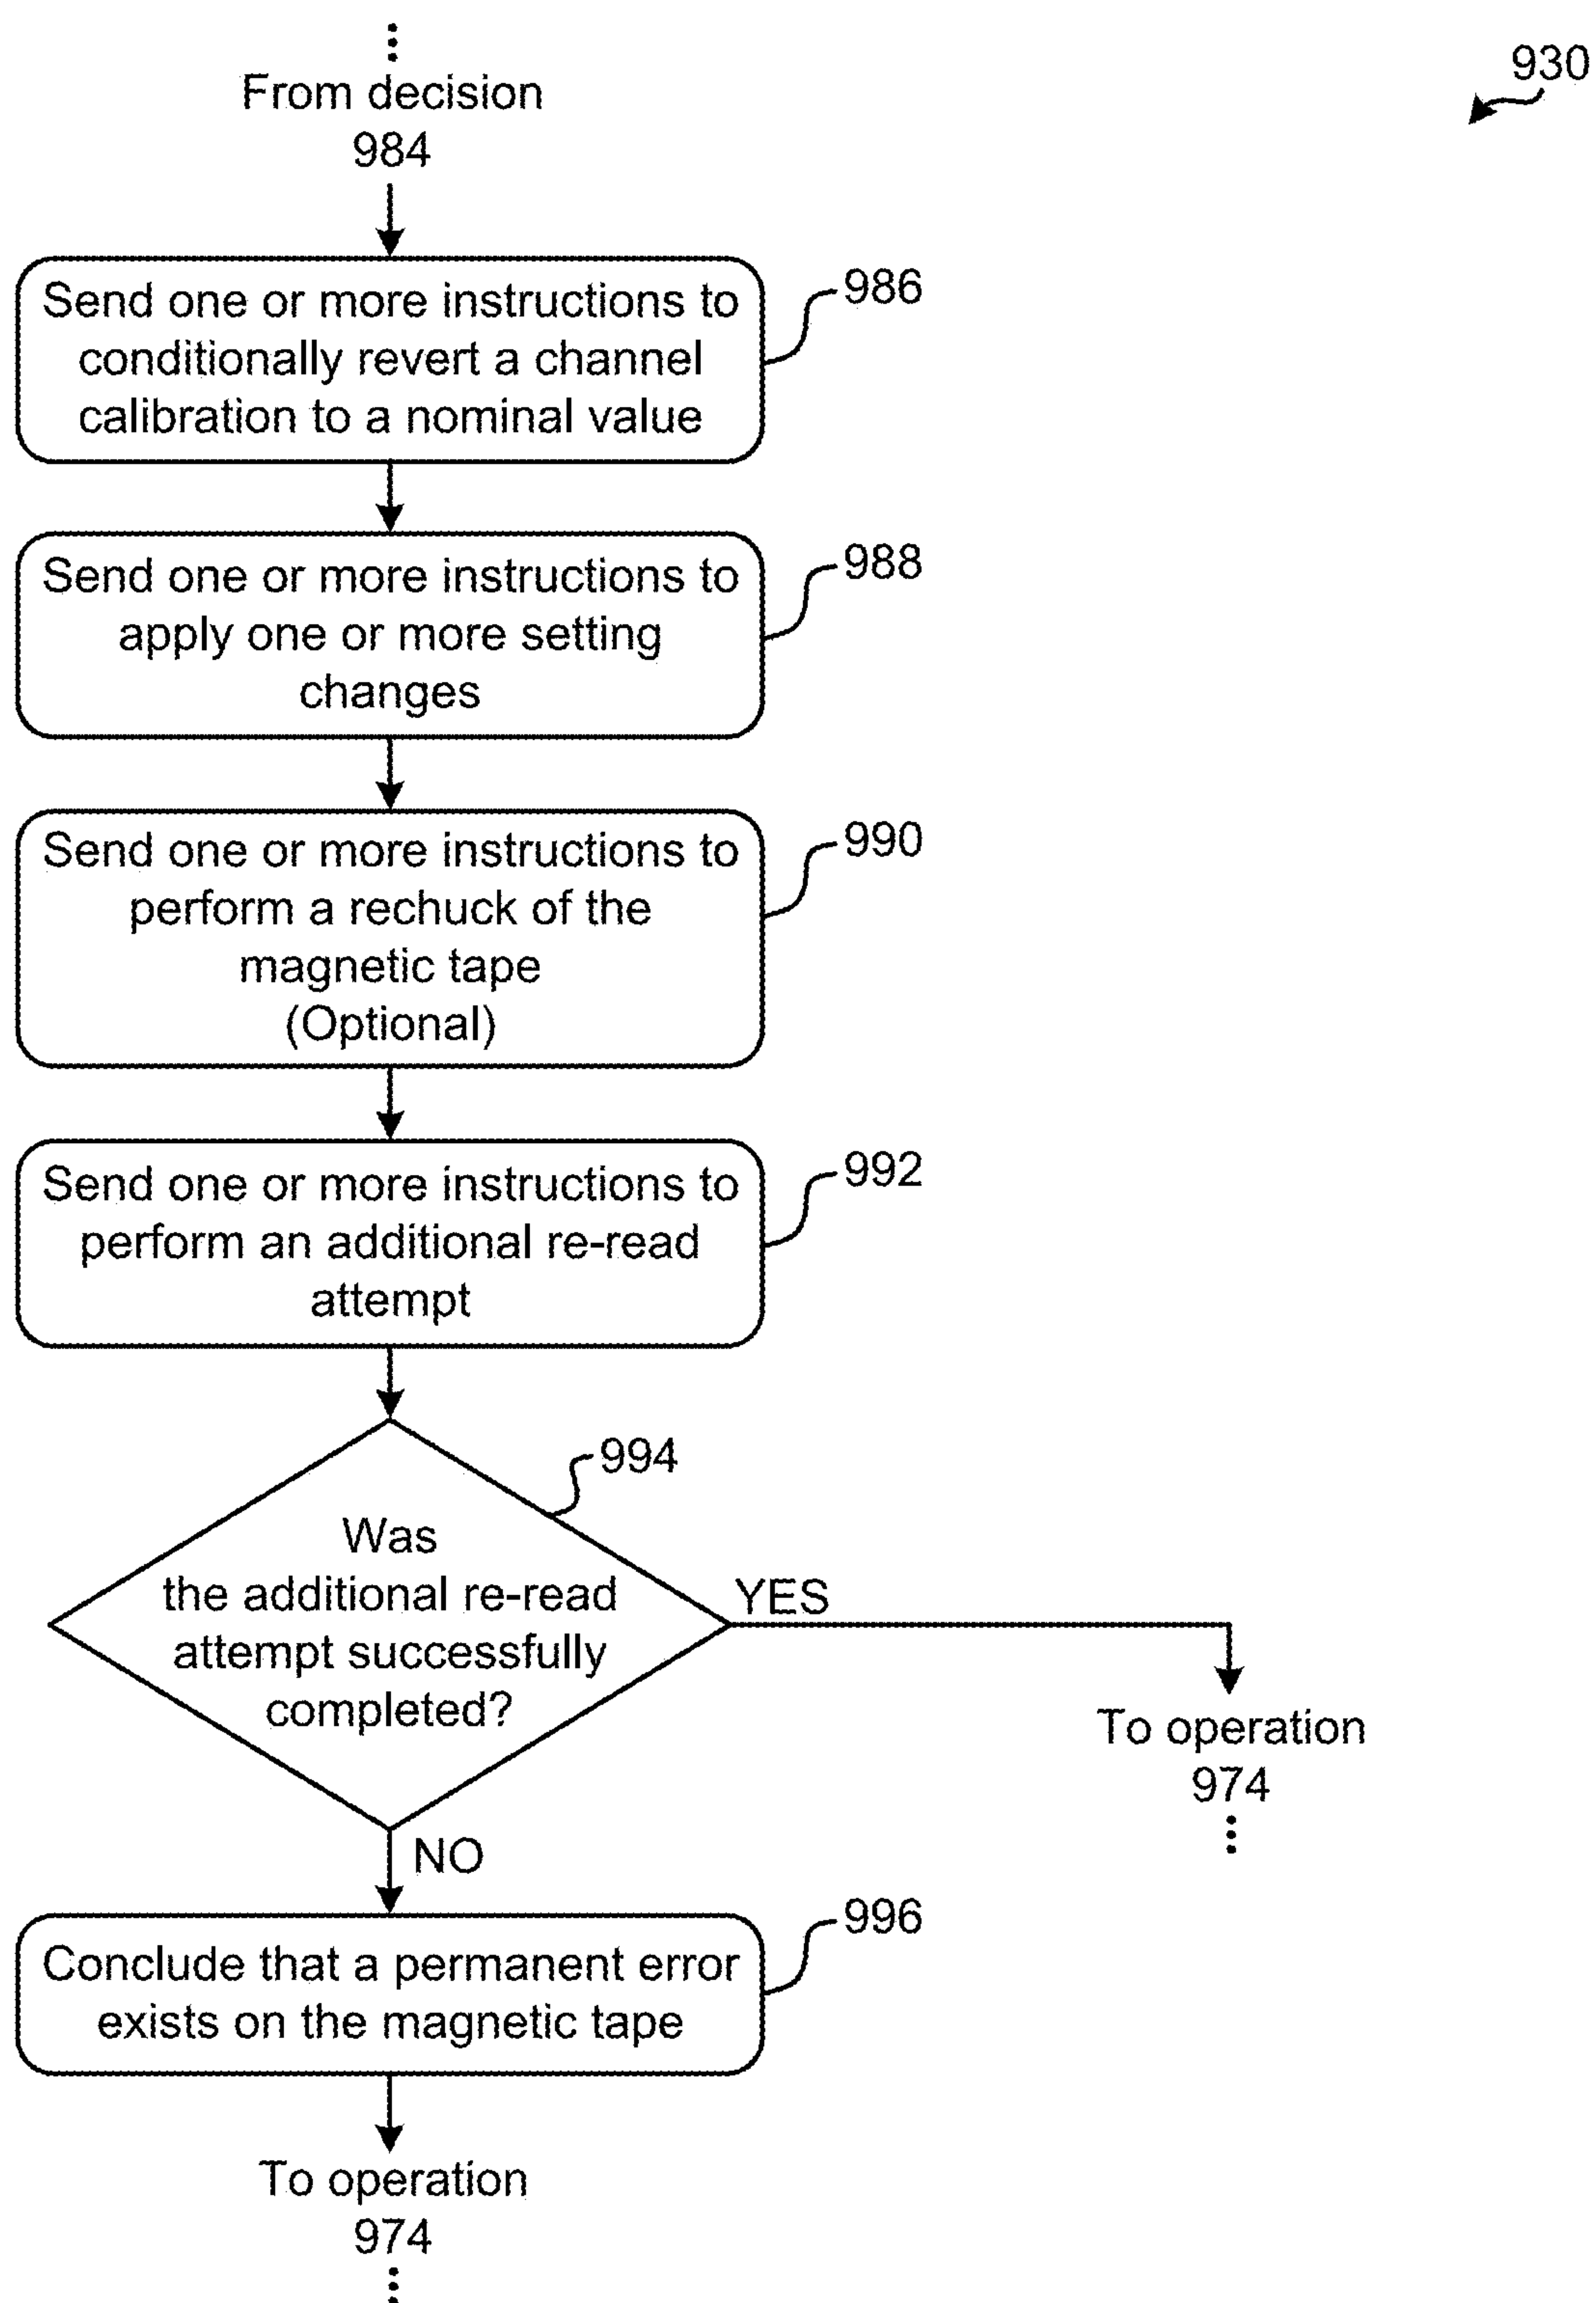 From decision
984
930
Send one or more instructions to
conditionally revert a channel
calibration to a nominal value
986
Send one or more instructions to
apply one or more setting
changes
988
Send one or more instructions to
perform a rechuck of the
magnetic tape
(Optional)
990
Send one or more instructions to
perform an additional re-read
attempt
992
994
Was
the additional re-read
attempt successfully
completed?
YES
To operation
974
NO
Conclude that a permanent error
exists on the magnetic tape
996
To operation
974